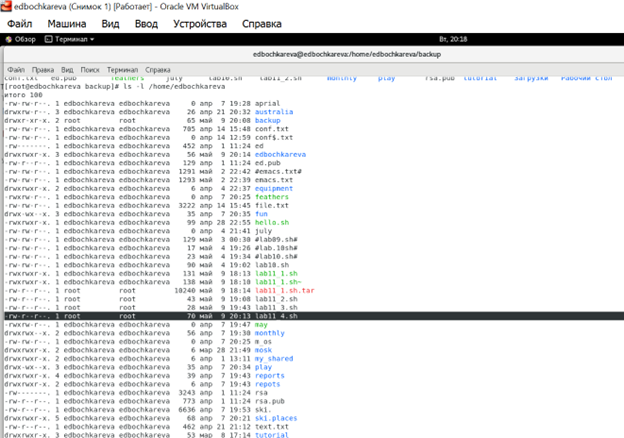 edbochkareva (Снимок 1) [Работает] - Oracle VM VirtualBox
Файл Машина Вид Ввод Устройства Справка
Обзор Терминал Вт, 20:18
edbochkareva@edbochkareva:/home/edbochkareva/backup
Файл Правка Вид Поиск Терминал Справка
conf.txt ed.pub feathers july lab10.sh lab11_2.sh monthly play rsa.pub tutorial Загрузки Рабочий стол
[root@edbochkareva backup]# ls -l /home/edbochkareva
итого 100
-rw-rw-r--. 1 edbochkareva edbochkareva 0 апр 7 19:28 aprial
drwxrw-r--. 3 edbochkareva edbochkareva 26 апр 21 20:32 australia
drwxr-xr-x. 2 root root 65 май 9 20:08 backup
-rw-rw-r--. 1 edbochkareva edbochkareva 705 апр 14 15:48 conf.txt
-rw-rw-r--. 1 edbochkareva edbochkareva 0 апр 14 12:59 conf$.txt
-rw-------. 1 edbochkareva edbochkareva 452 апр 1 11:24 ed
drwxrwxr-x. 3 edbochkareva edbochkareva 56 май 9 20:14 edbochkareva
-rw-r--r--. 1 edbochkareva edbochkareva 129 апр 1 11:24 ed.pub
-rw-rw-r--. 1 edbochkareva edbochkareva 1291 май 2 22:42 #emacs.txt#
-rw-rw-r--. 1 edbochkareva edbochkareva 1293 май 2 22:39 emacs.txt
drwxrwxr-x. 2 edbochkareva edbochkareva 6 апр 4 22:37 equipment
-rwxrwxr-x. 1 edbochkareva edbochkareva 0 апр 7 20:25 feathers
-rw-rw-r--. 1 edbochkareva edbochkareva 3222 апр 14 15:45 file.txt
drwx-wx--x. 3 edbochkareva edbochkareva 35 апр 7 20:35 fun
-rwxrwxr-x. 1 edbochkareva edbochkareva 99 апр 28 22:55 hello.sh
-rw-rw-r--. 1 edbochkareva edbochkareva 0 апр 4 21:41 july
-rw-rw-r--. 1 edbochkareva edbochkareva 129 май 3 00:38 #lab09.sh#
-rw-rw-r--. 1 edbochkareva edbochkareva 17 май 4 19:26 #lab.10sh#
-rw-rw-r--. 1 edbochkareva edbochkareva 23 май 4 19:34 #lab10.sh#
-rw-rw-r--. 1 edbochkareva edbochkareva 90 май 4 19:02 lab10.sh
-rwxrwxr-x. 1 edbochkareva edbochkareva 131 май 9 18:13 lab11_1.sh
-rwxrwxr-x. 1 edbochkareva edbochkareva 138 май 9 18:10 lab11_1.sh~
-rw-r--r--. 1 root root 10240 май 9 18:14 lab11_1.sh.tar
-rw-r--r--. 1 root root 43 май 9 19:08 lab11_2.sh
-rw-r--r--. 1 root root 28 май 9 19:43 lab11_3.sh
-rw-r--r--. 1 root root 70 май 9 20:13 lab11_4.sh
-rwxrw-r--. 1 edbochkareva edbochkareva 0 апр 7 19:47 may
drwxrwx--x. 2 edbochkareva edbochkareva 56 апр 7 19:30 monthly
-rw-rw-r--. 1 edbochkareva edbochkareva 0 апр 7 20:25 m_os
drwxrwxr-x. 2 edbochkareva edbochkareva 6 мар 28 21:49 mosk
drwxrwxr-x. 2 edbochkareva edbochkareva 6 апр 1 13:11 my_shared
drwx-wx--x. 3 edbochkareva edbochkareva 35 апр 7 20:34 play
drwxrwxr-x. 4 edbochkareva edbochkareva 39 апр 7 19:43 reports
drwxrwxr-x. 2 edbochkareva edbochkareva 6 апр 7 19:43 repots
-rw-------. 1 edbochkareva edbochkareva 3243 апр 1 11:24 rsa
-rw-r--r--. 1 edbochkareva edbochkareva 773 апр 1 11:24 rsa.pub
-rw-r--r--. 1 edbochkareva edbochkareva 6636 апр 7 19:53 ski.
drwxrwxr-x. 5 edbochkareva edbochkareva 68 апр 7 20:21 ski.places
-rw-rw-r--. 1 edbochkareva edbochkareva 462 апр 21 21:12 text.txt
drwxrwxr-x. 3 edbochkareva edbochkareva 53 мар 8 17:14 tutorial